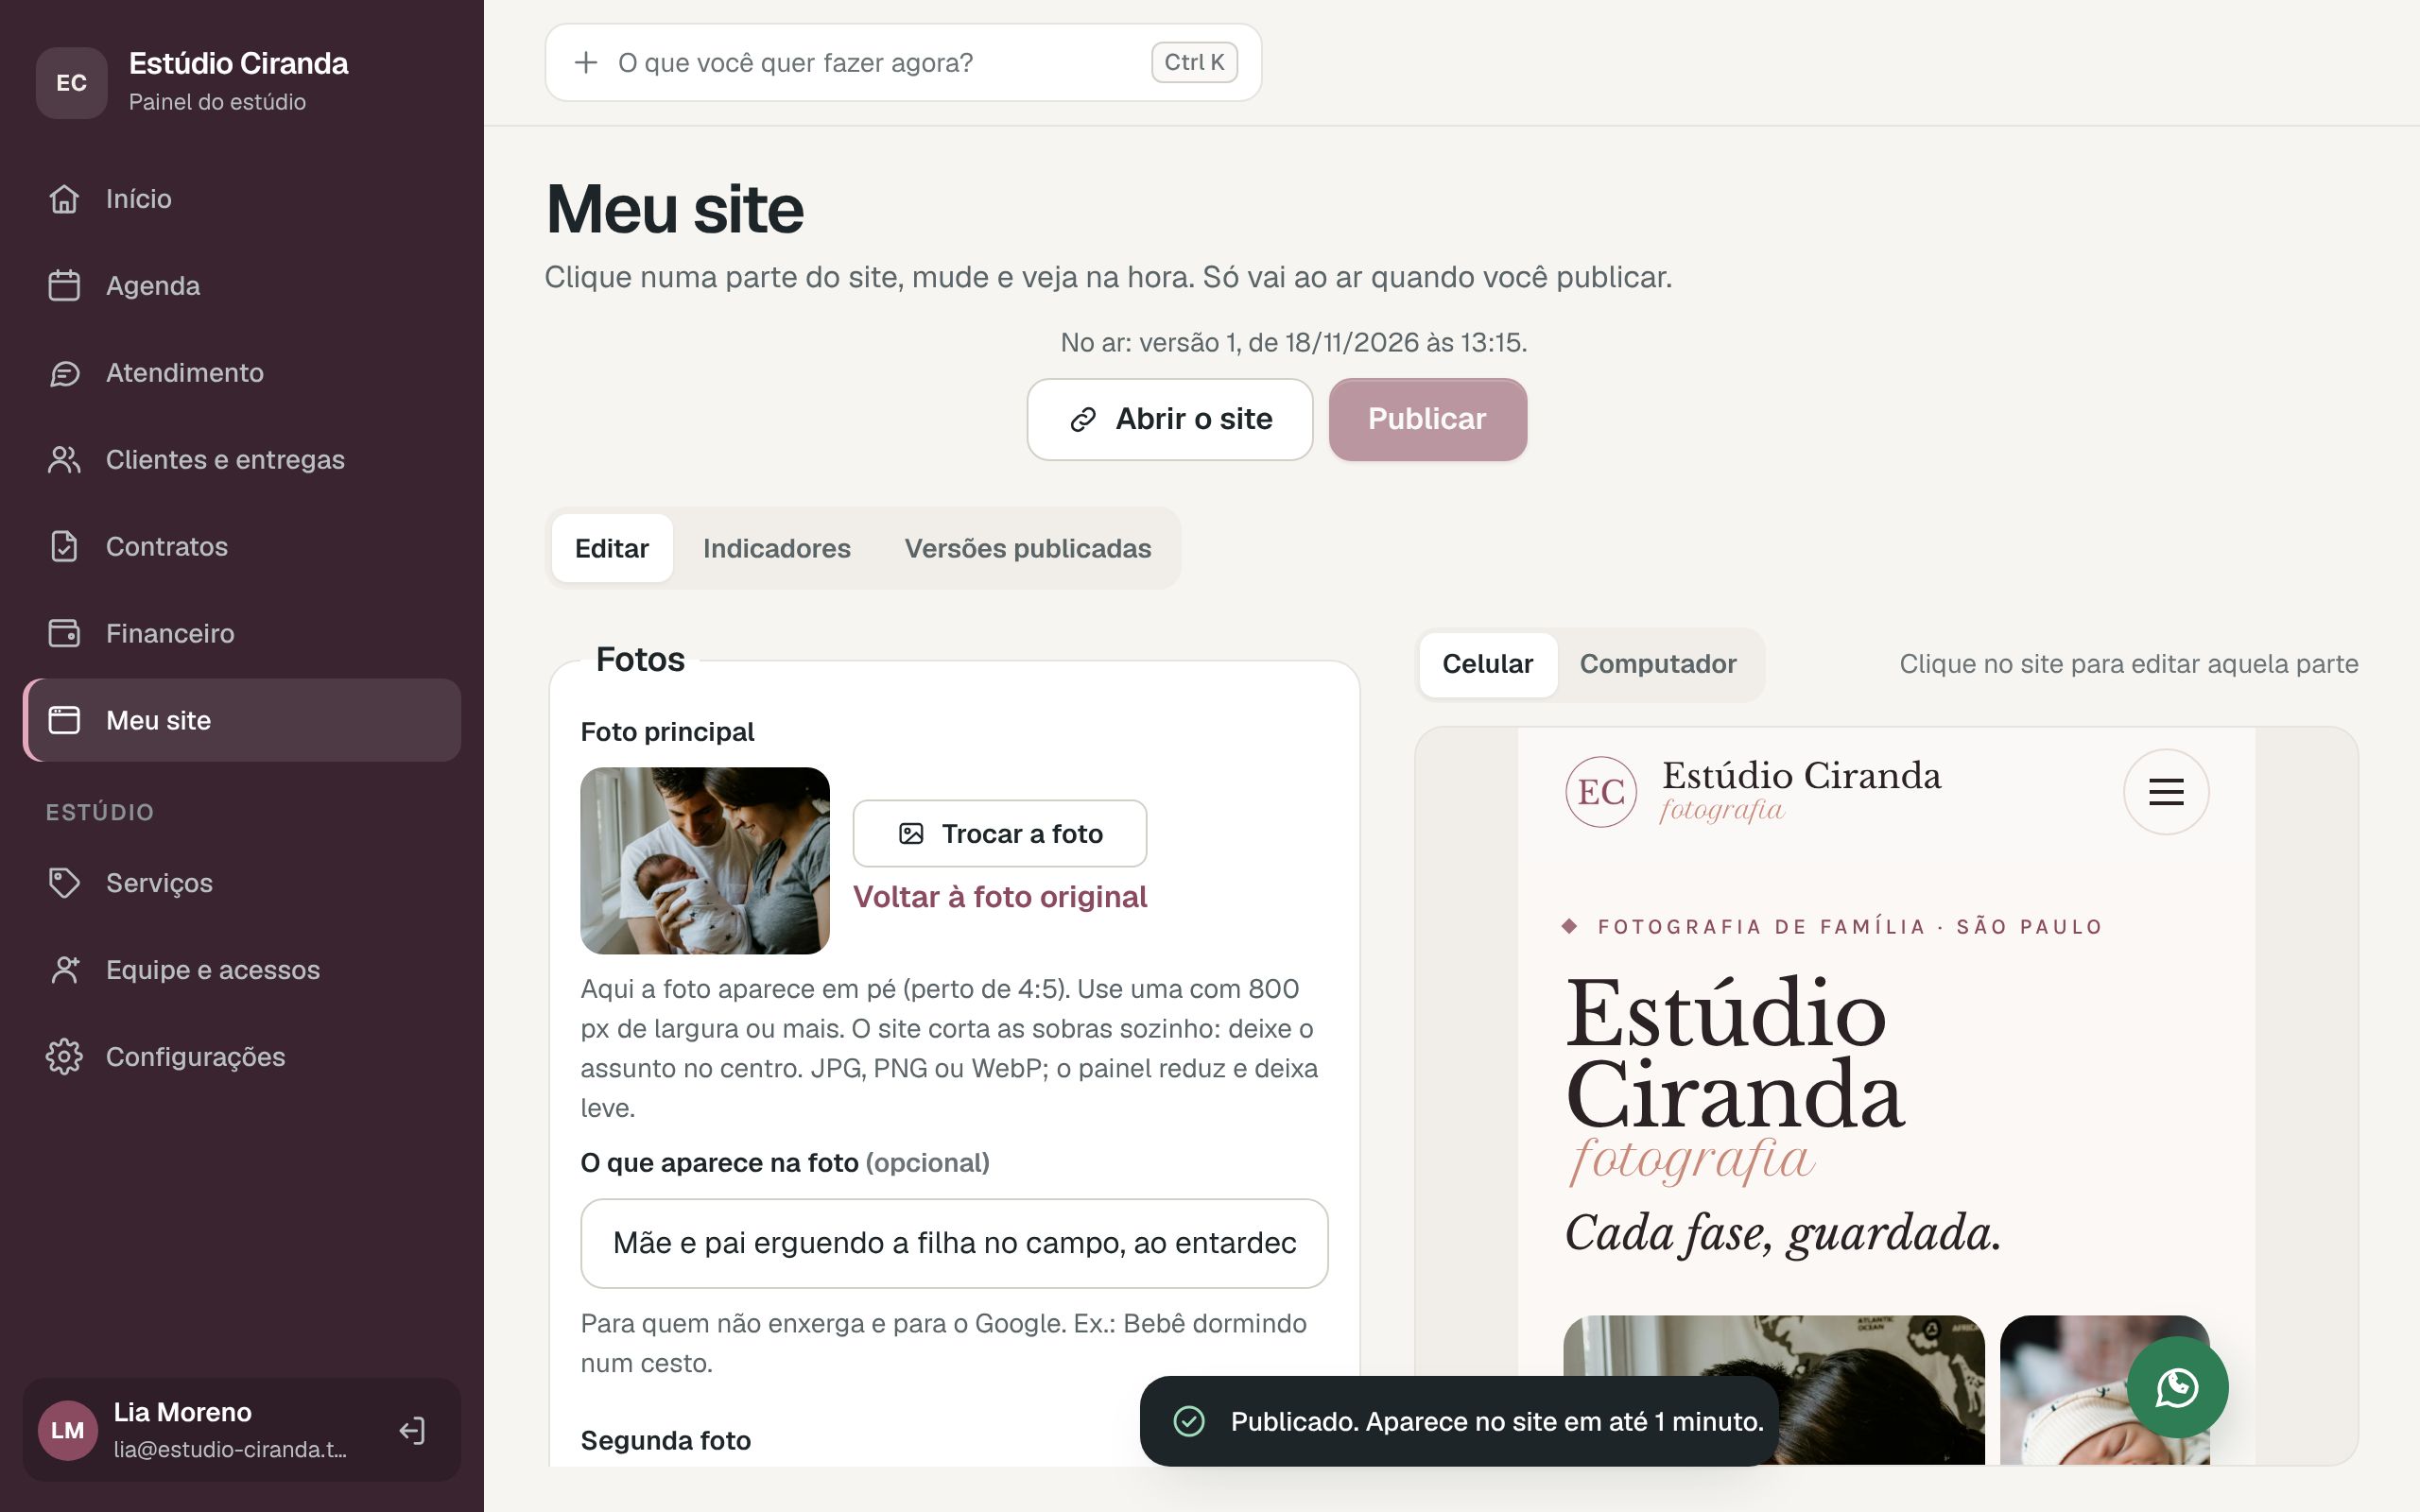 EC
Estúdio Ciranda
Painel do estúdio
Início
Agenda
Atendimento
Clientes e entregas
Contratos
Financeiro
Meu site
ESTÚDIO
Serviços
Equipe e acessos
Configurações
LM
Lia Moreno
lia@estudio-ciranda.t...
O que você quer fazer agora?
Ctrl K
Meu site
Clique numa parte do site, mude e veja na hora. Só vai ao ar quando você publicar.
No ar: versão 1, de 18/11/2026 às 13:15.
Abrir o site
Publicar
Editar
Indicadores
Versões publicadas
Fotos
Foto principal
Trocar a foto
Voltar à foto original
Aqui a foto aparece em pé (perto de 4:5). Use uma com 800
px de largura ou mais. O site corta as sobras sozinho: deixe o
assunto no centro. JPG, PNG ou WebP; o painel reduz e deixa
leve.
O que aparece na foto (opcional)
Mãe e pai erguendo a filha no campo, ao entardec
Para quem não enxerga e para o Google. Ex.: Bebê dormindo
num cesto.
Segunda foto
Celular
Computador
Clique no site para editar aquela parte
EC
Estúdio Ciranda
fotografia
FOTOGRAFIA DE FAMÍLIA · SÃO PAULO
Estúdio
Ciranda
fotografia
Cada fase, guardada.
ATLANTIC
OCEAN
AFRICA
Publicado. Aparece no site em até 1 minuto.